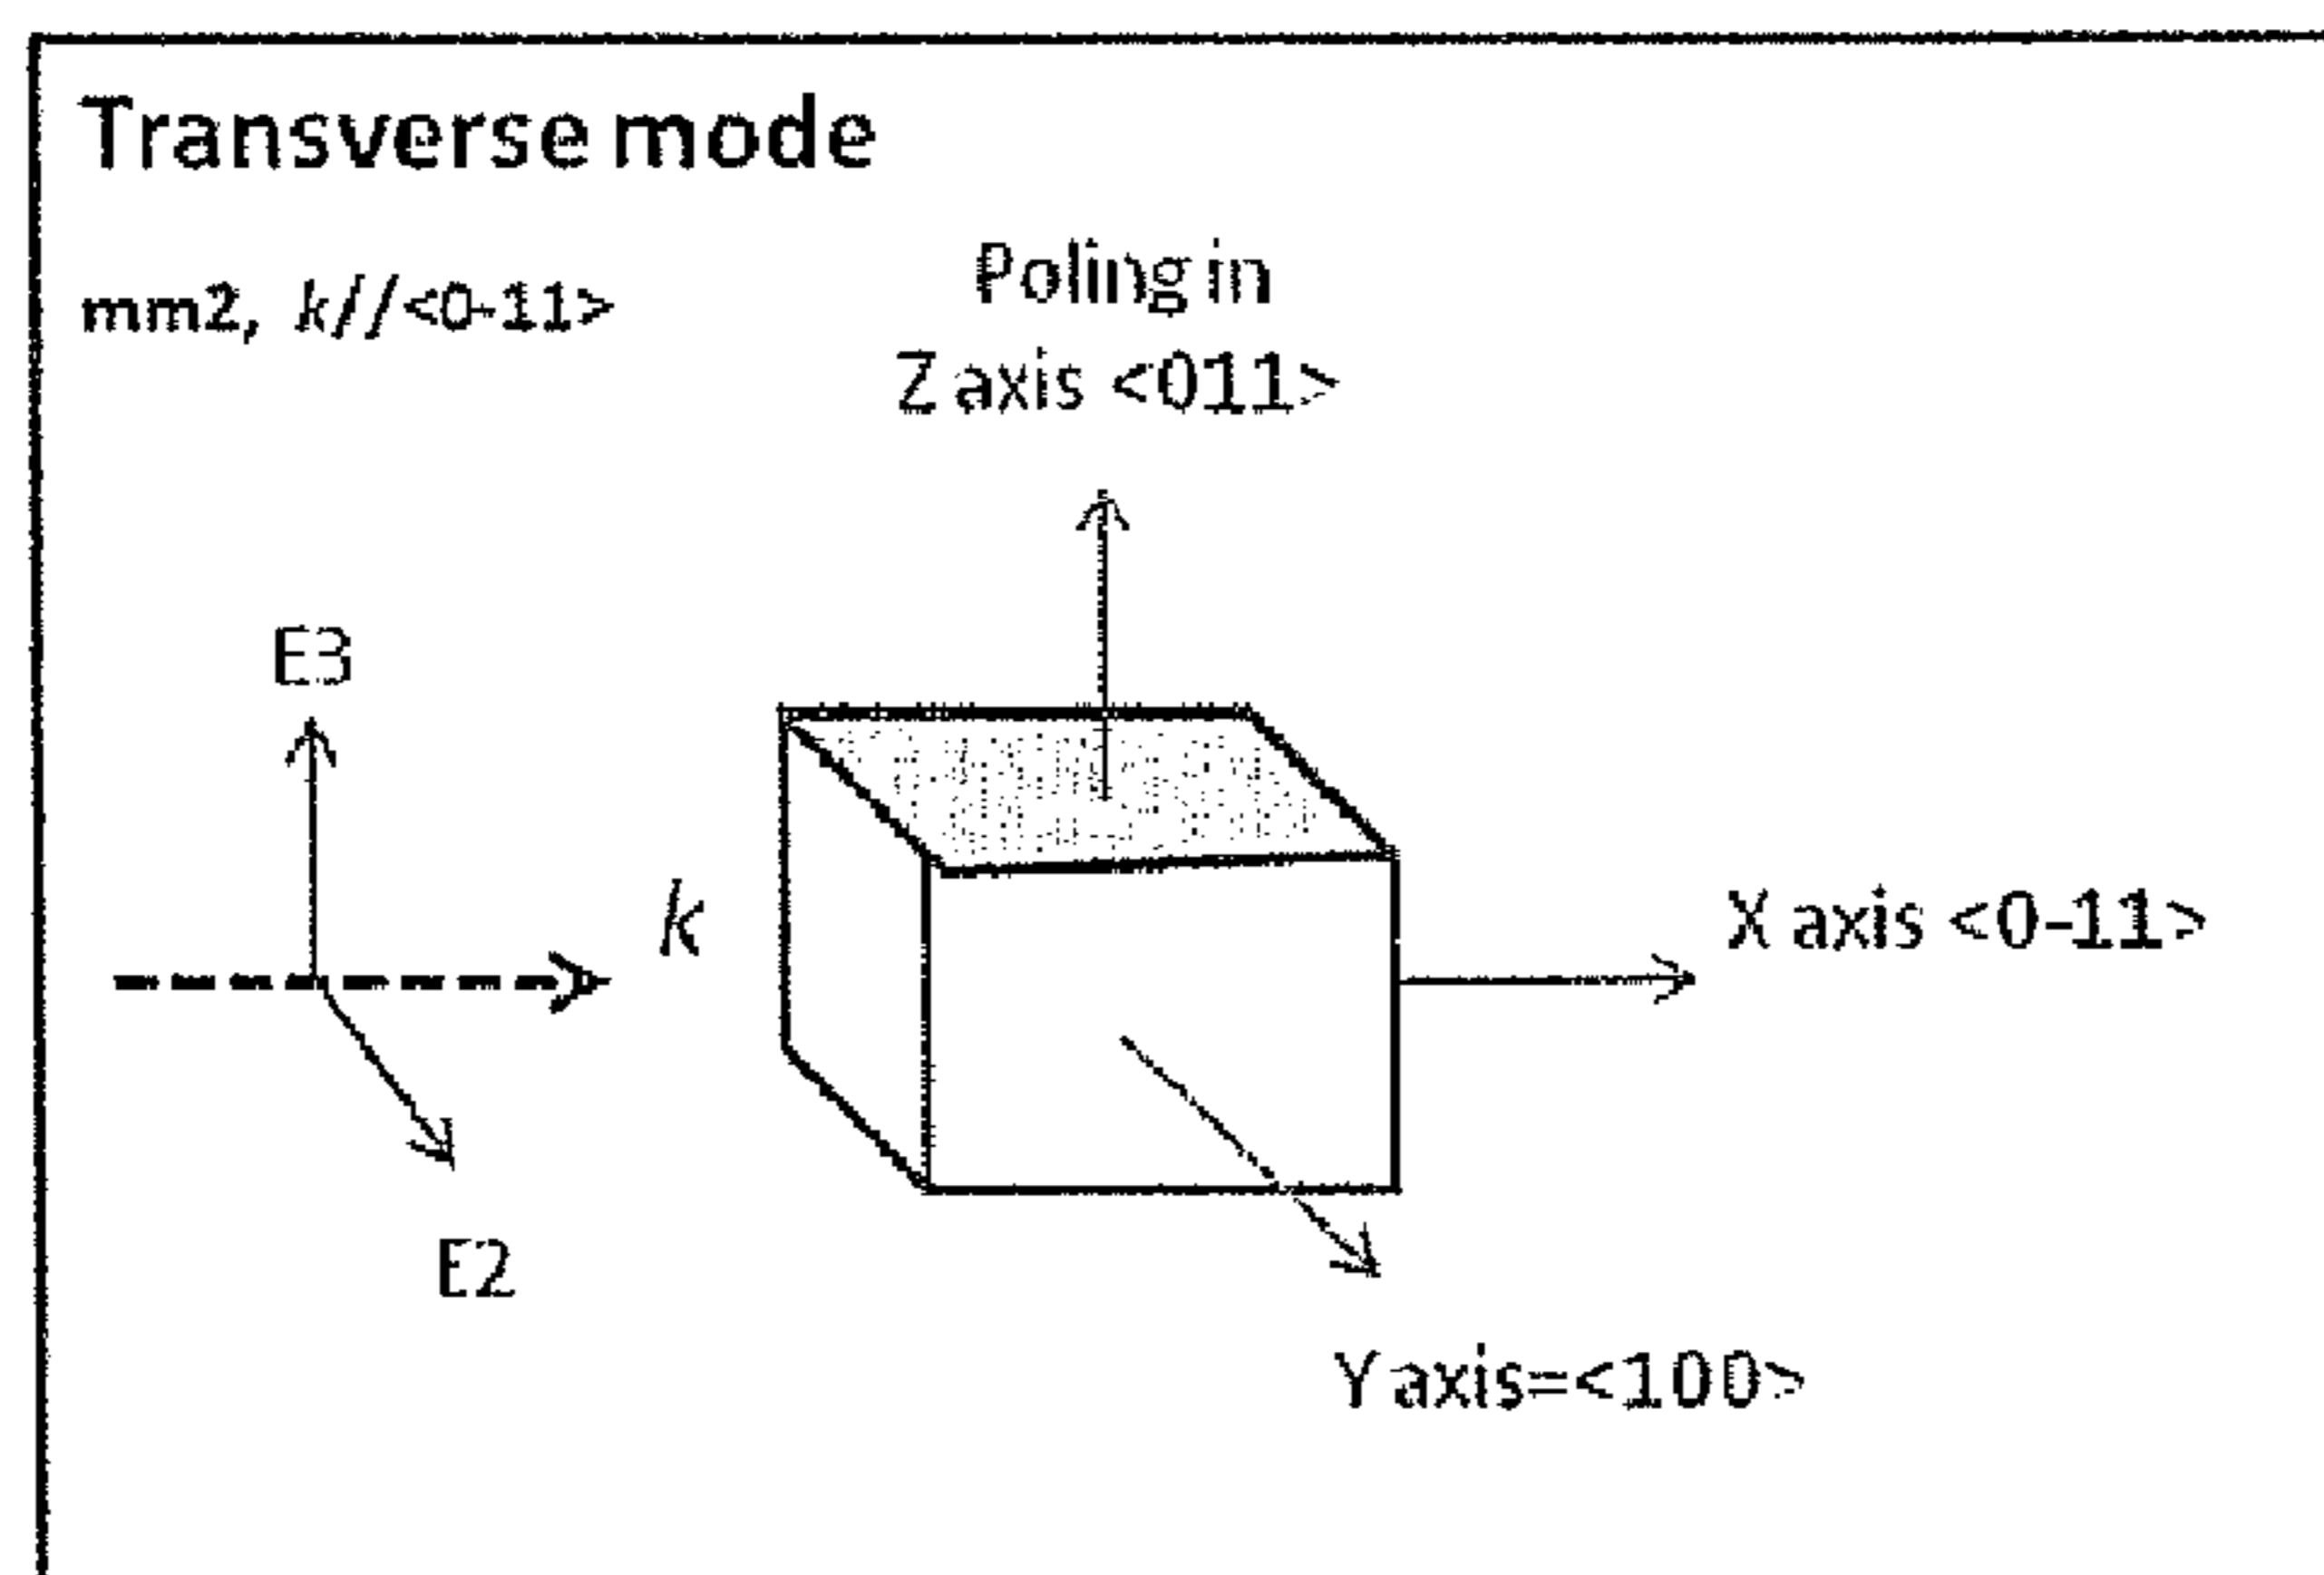 Transverse mode
mm2, k//<0-11>
Poling in
Z axis <011>
E3
k
X axis <0-11>
E2
Y axis=<100>